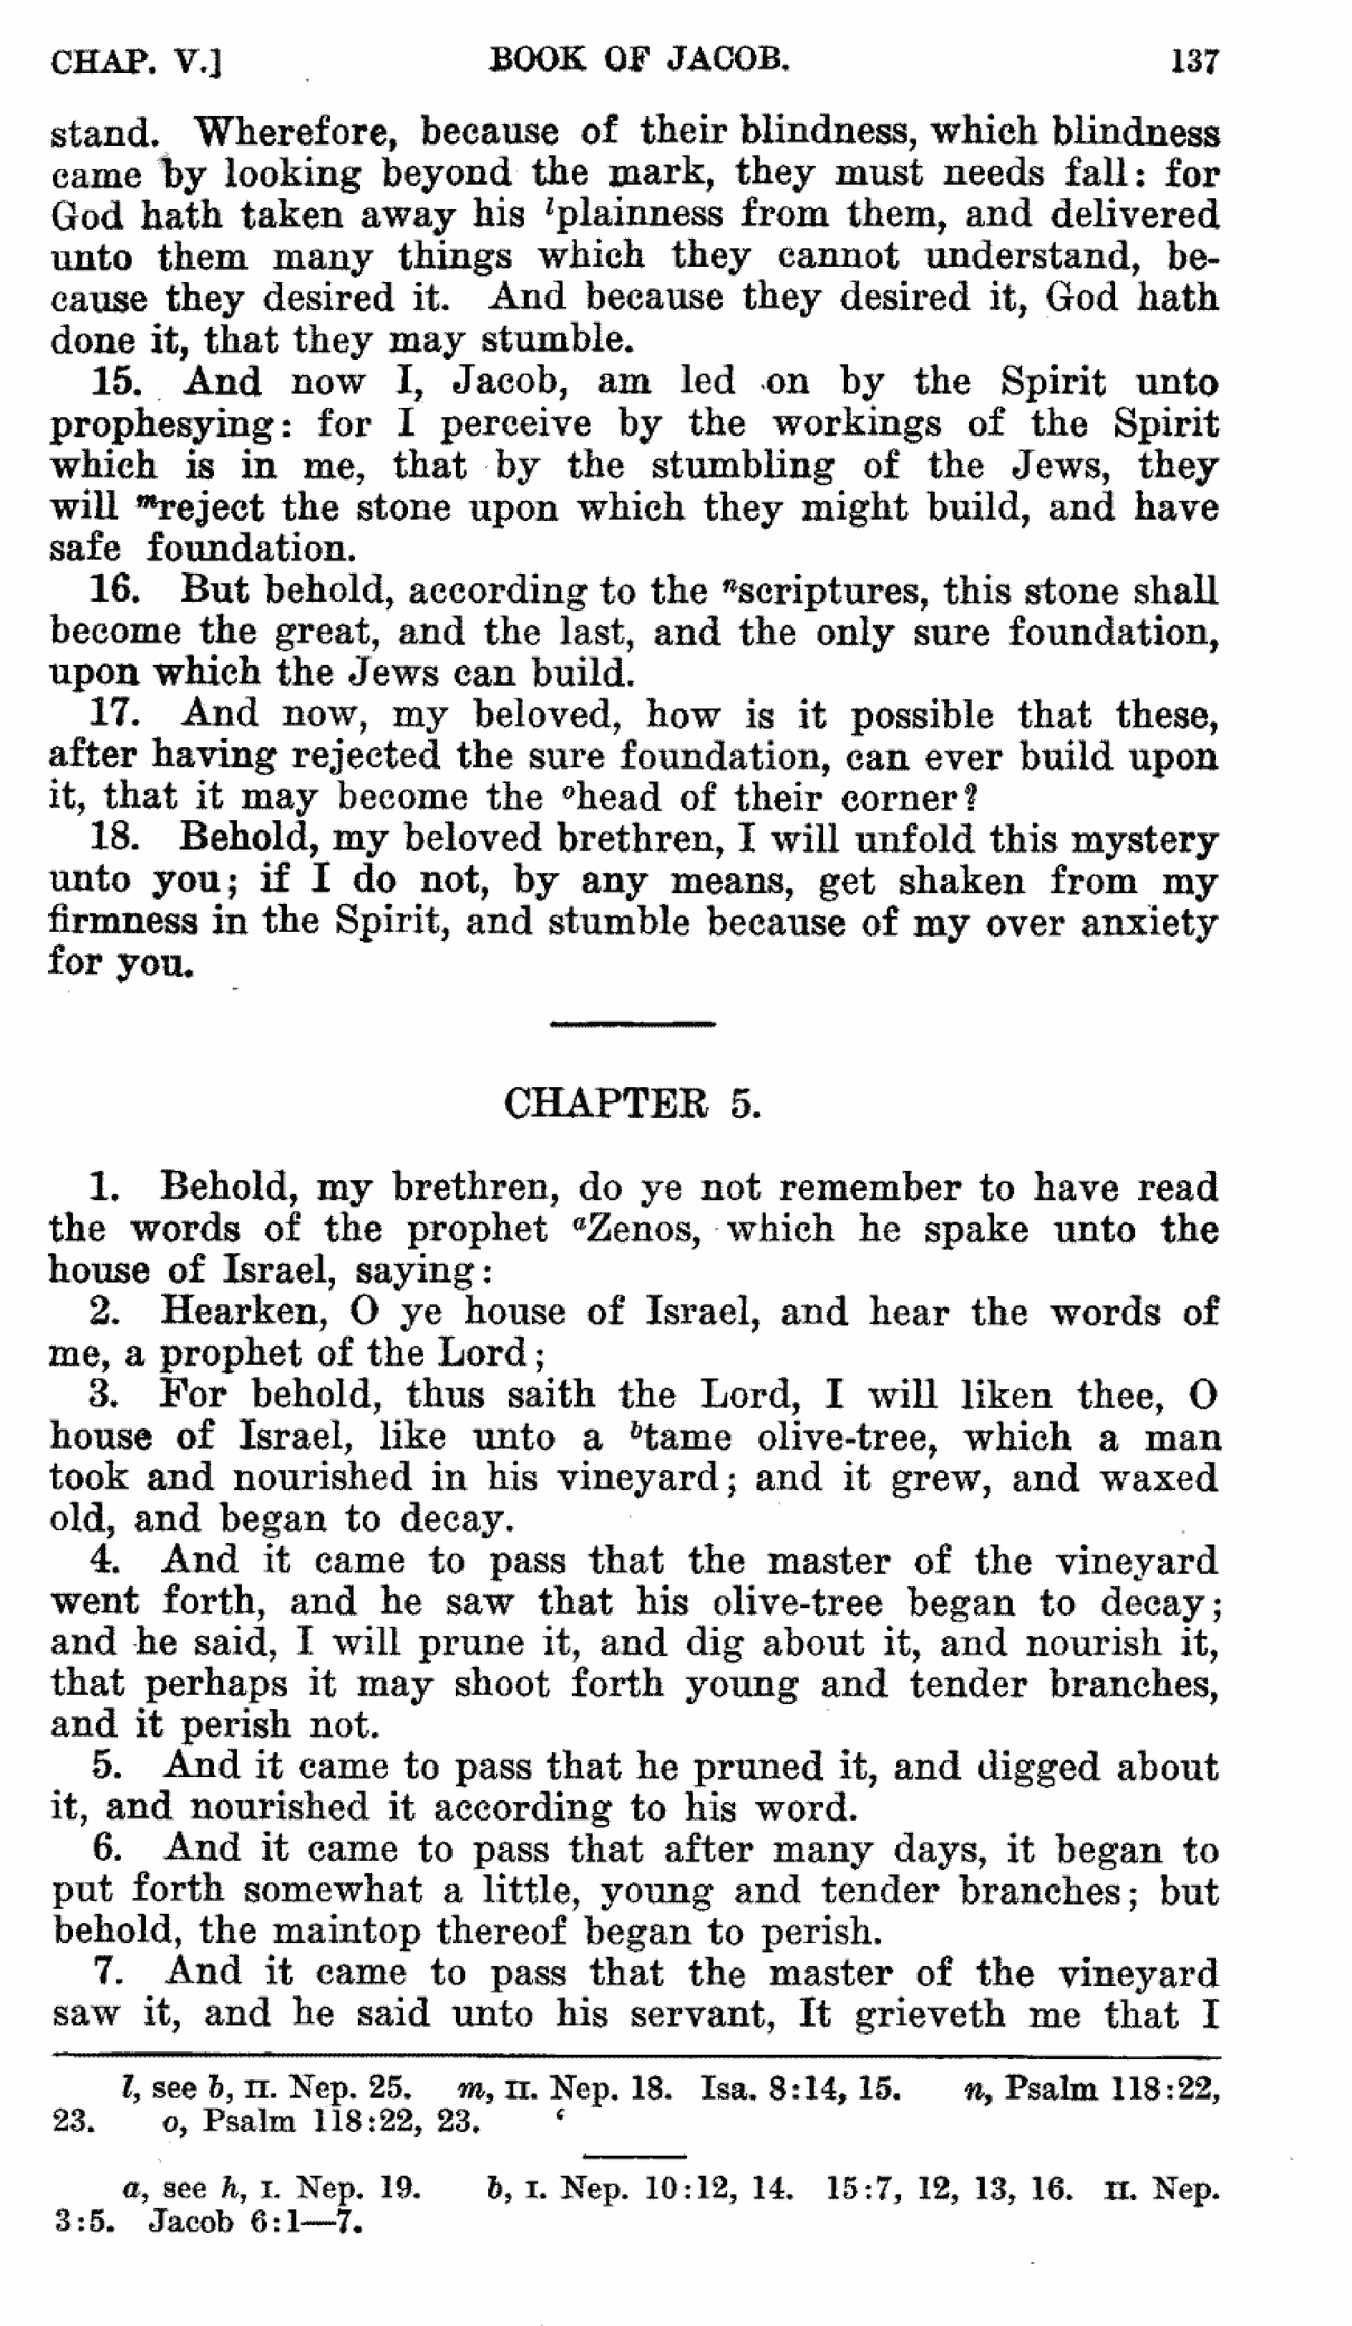 CHAP. V.] BOOK OF JACOB. 137
stand. Wherefore, because of their blindness, which blindness
came by looking beyond the mark, they must needs fall: for
God hath taken away his lplainness from them, and delivered
unto them many things which they cannot understand, be-
cause they desired it. And because they desired it, God hath
done it, that they may stumble.
15. And now I, Jacob, am led on by the Spirit unto
prophesying: for I perceive by the workings of the Spirit
which is in me, that by the stumbling of the Jews, they
will mreject the stone upon which they might build, and have
safe foundation.
16. But behold, according to the nscriptures, this stone shall
become the great, and the last, and the only sure foundation,
upon which the Jews can build.
17. And now, my beloved, how is it possible that these,
after having rejected the sure foundation, can ever build upon
it, that it may become the ohead of their corner?
18. Behold, my beloved brethren, I will unfold this mystery
unto you; if I do not, by any means, get shaken from my
firmness in the Spirit, and stumble because of my over anxiety
for you.
CHAPTER 5.
1. Behold, my brethren, do ye not remember to have read
the words of the prophet aZenos, which he spake unto the
house of Israel, saying:
2. Hearken, O ye house of Israel, and hear the words of
me, a prophet of the Lord;
3. For behold, thus saith the Lord, I will liken thee, O
house of Israel, like unto a btame olive-tree, which a man
took and nourished in his vineyard; and it grew, and waxed
old, and began to decay.
4. And it came to pass that the master of the vineyard
went forth, and he saw that his olive-tree began to decay;
and he said, I will prune it, and dig about it, and nourish it,
that perhaps it may shoot forth young and tender branches,
and it perish not.
5. And it came to pass that he pruned it, and digged about
it, and nourished it according to his word.
6. And it came to pass that after many days, it began to
put forth somewhat a little, young and tender branches; but
behold, the maintop thereof began to perish.
7. And it came to pass that the master of the vineyard
saw it, and he said unto his servant, It grieveth me that I
l, see b, II. Nep. 25. m, II. Nep. 18. Isa. 8:14, 15. n, Psalm 118:22,
23. o, Psalm 118:22, 23.
a, see h, I. Nep. 19. b, I. Nep. 10:12, 14. 15:7, 12, 13, 16. II. Nep.
3:5. Jacob 6:1—7.